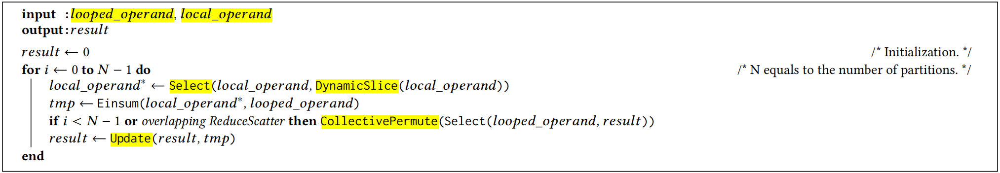 input :looped_operand, local_operand
output:result
result ← 0 /* Initialization. */
for i ← 0 to N − 1 do /* N equals to the number of partitions. */
local_operand* ← Select(local_operand, DynamicSlice(local_operand))
tmp ← Einsum(local_operand*, looped_operand)
if i < N − 1 or overlapping ReduceScatter then CollectivePermute(Select(looped_operand, result))
result ← Update(result, tmp)
end